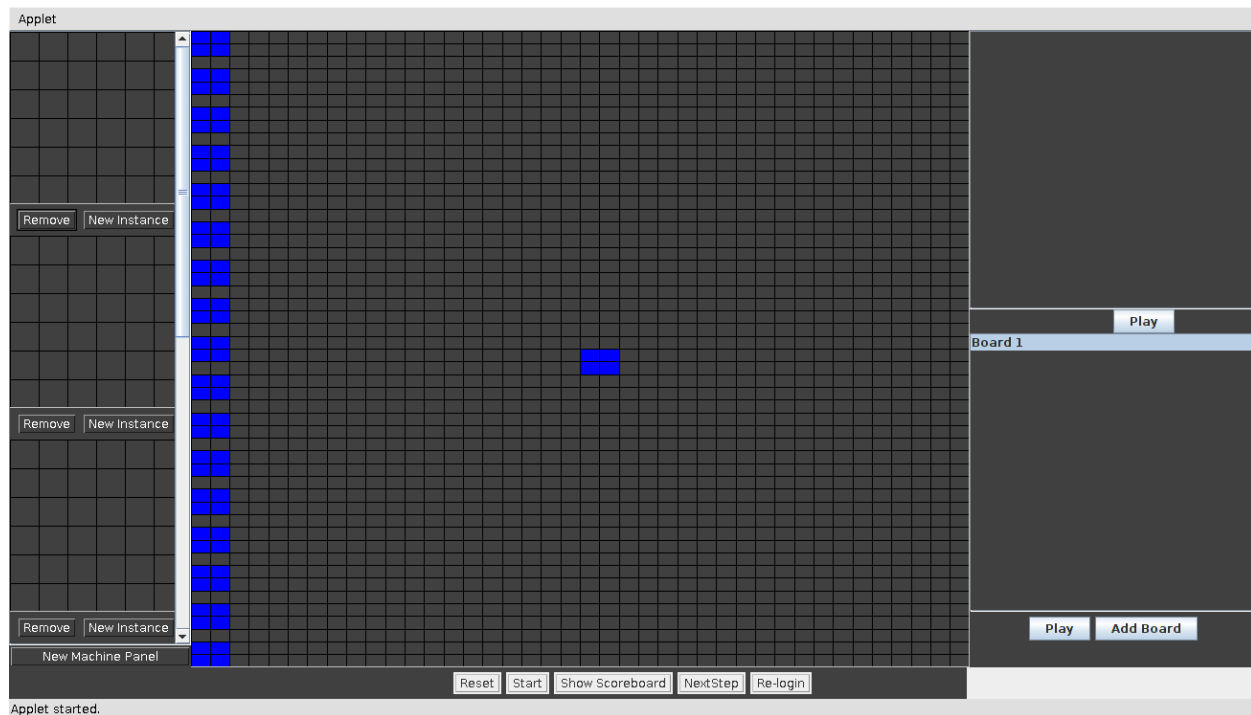 Applet
Remove New Instance
Play
Board 1
Remove New Instance
Remove New Instance
Play Add Board
New Machine Panel
Reset Start Show Scoreboard NextStep Re-login
Applet started.